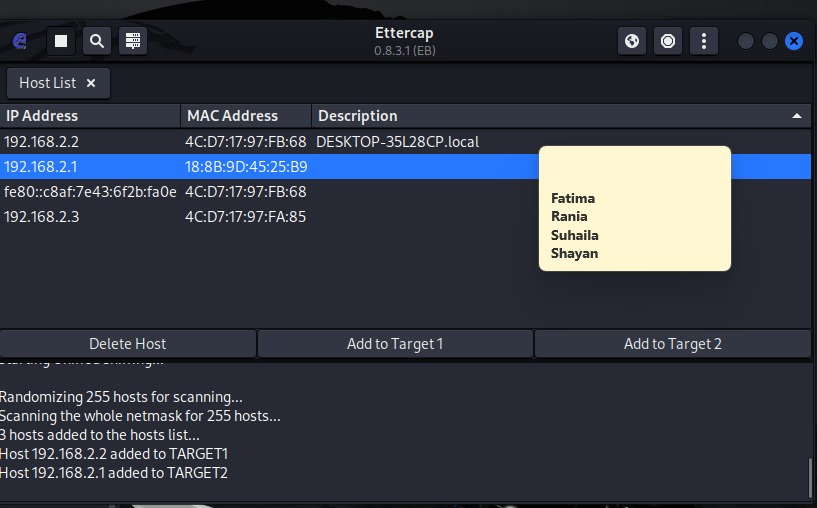 Ettercap
0.8.3.1 (EB)
Host List ×
IP Address MAC Address Description
192.168.2.2 4C:D7:17:97:FB:68 DESKTOP-35L28CP.local
192.168.2.1 18:8B:9D:45:25:B9
fe80::c8af:7e43:6f2b:fa0e 4C:D7:17:97:FB:68
192.168.2.3 4C:D7:17:97:FA:85
Fatima
Rania
Suhaila
Shayan
Delete Host Add to Target 1 Add to Target 2
Randomizing 255 hosts for scanning...
Scanning the whole netmask for 255 hosts...
3 hosts added to the hosts list...
Host 192.168.2.2 added to TARGET1
Host 192.168.2.1 added to TARGET2